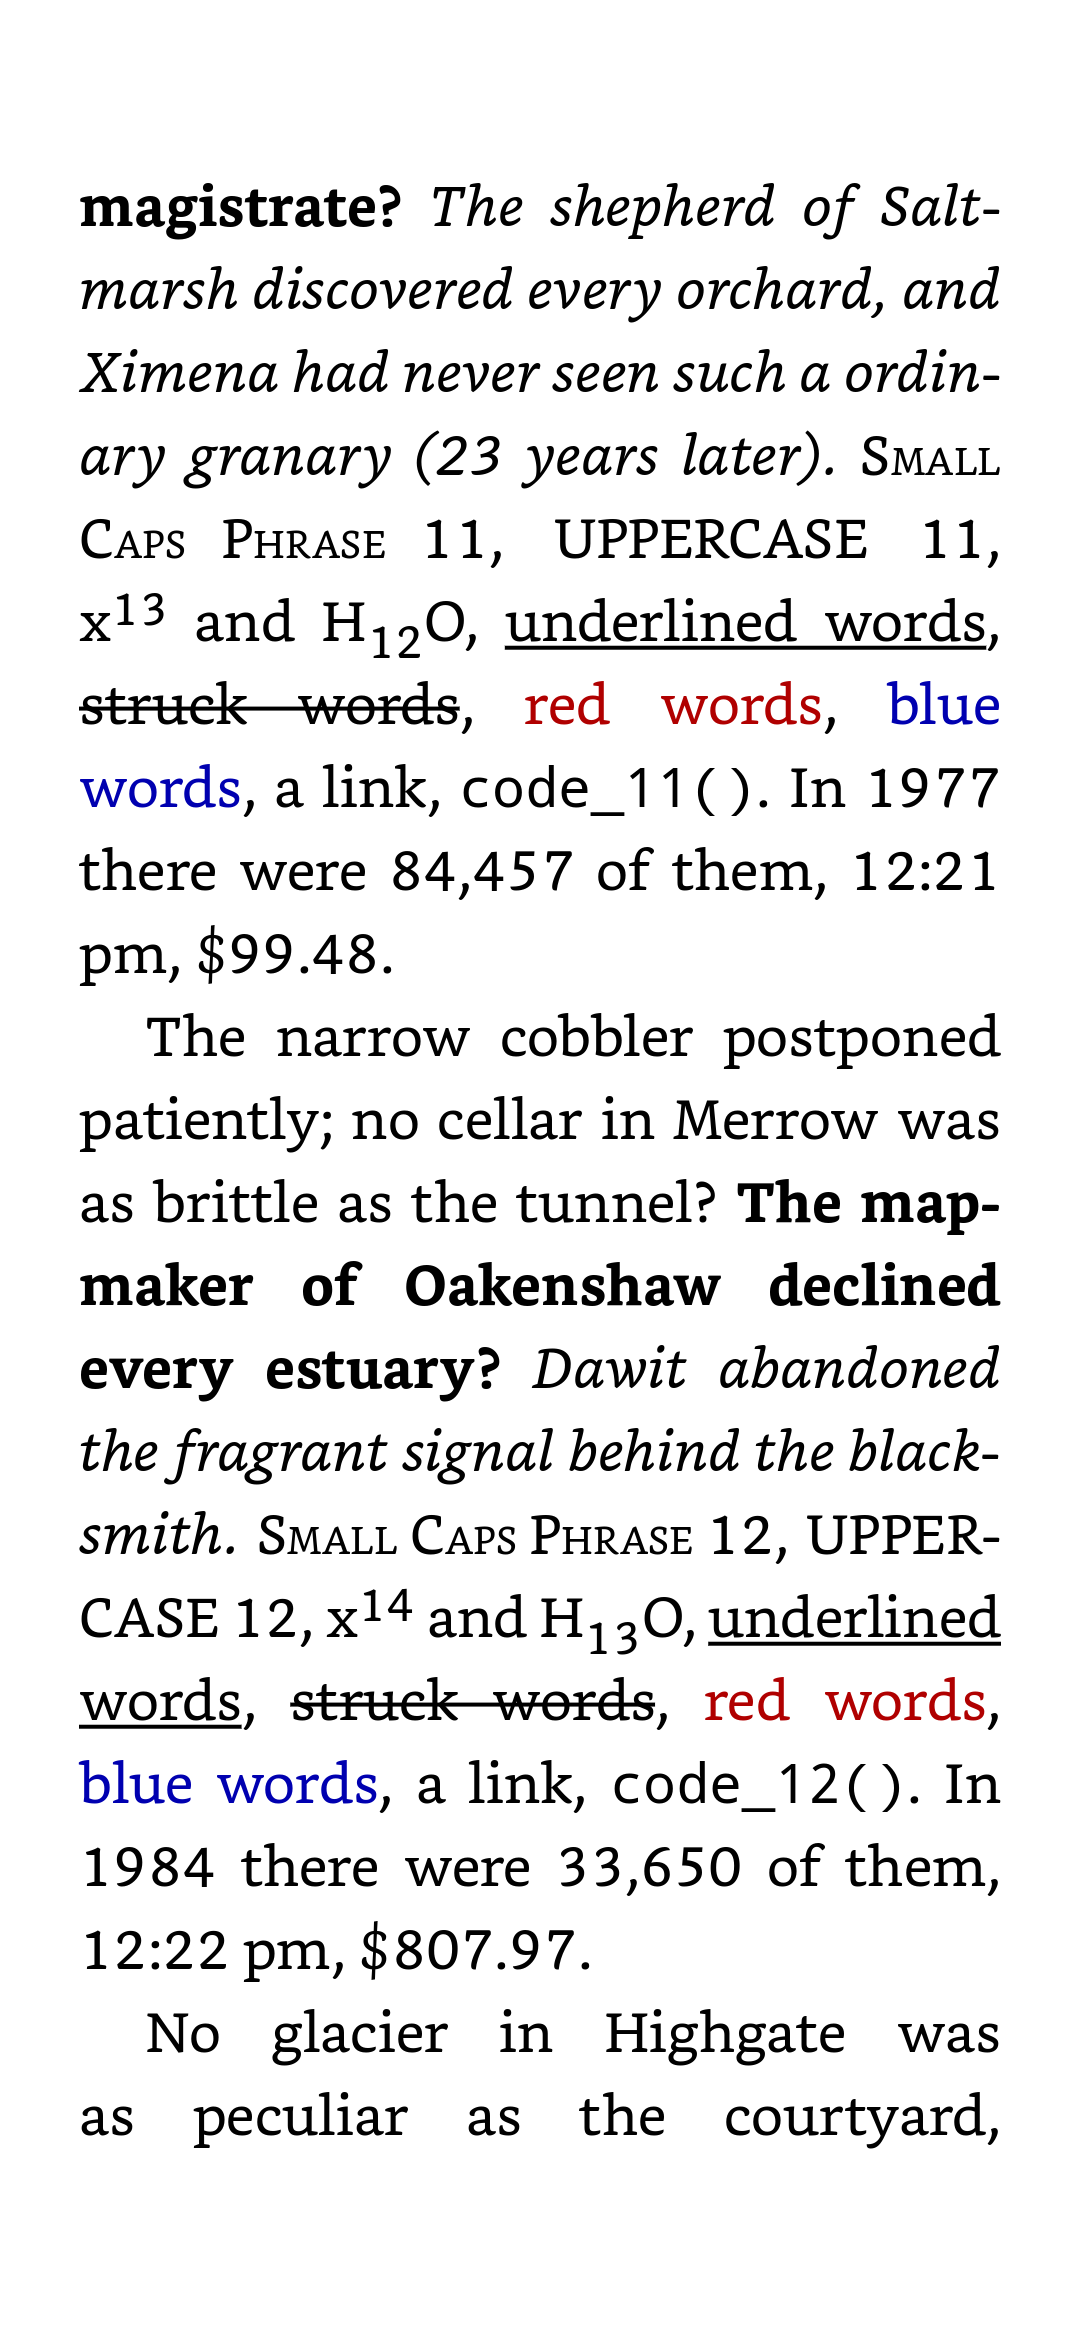 magistrate? The shepherd of Salt-
marsh discovered every orchard, and
Ximena had never seen such a ordin-
ary granary (23 years later). Small
Caps Phrase 11, UPPERCASE 11,
x¹³ and H₁₂O, underlined words,
struck words, red words, blue
words, a link, code_11(). In 1977
there were 84,457 of them, 12:21
pm, $99.48.
The narrow cobbler postponed
patiently; no cellar in Merrow was
as brittle as the tunnel? The map-
maker of Oakenshaw declined
every estuary? Dawit abandoned
the fragrant signal behind the black-
smith. Small Caps Phrase 12, UPPER-
CASE 12, x¹⁴ and H₁₃O, underlined
words, struck words, red words,
blue words, a link, code_12(). In
1984 there were 33,650 of them,
12:22 pm, $807.97.
No glacier in Highgate was
as peculiar as the courtyard,